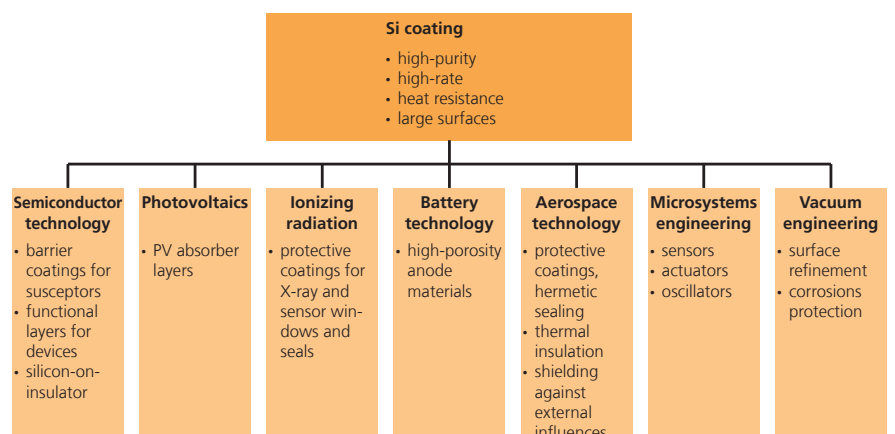 Si coating
• high-purity
• high-rate
• heat resistance
• large surfaces
Semiconductor
technology
• barrier
coatings for
susceptors
• functional
layers for
devices
• silicon-on-
insulator
Photovoltaics
• PV absorber
layers
Ionizing
radiation
• protective
coatings for
X-ray and
sensor win-
dows and
seals
Battery
technology
• high-porosity
anode
materials
Aerospace
technology
• protective
coatings,
hermetic
sealing
• thermal
insulation
• shielding
against
external
influences
Microsystems
engineering
• sensors
• actuators
• oscillators
Vacuum
engineering
• surface
refinement
• corrosions
protection